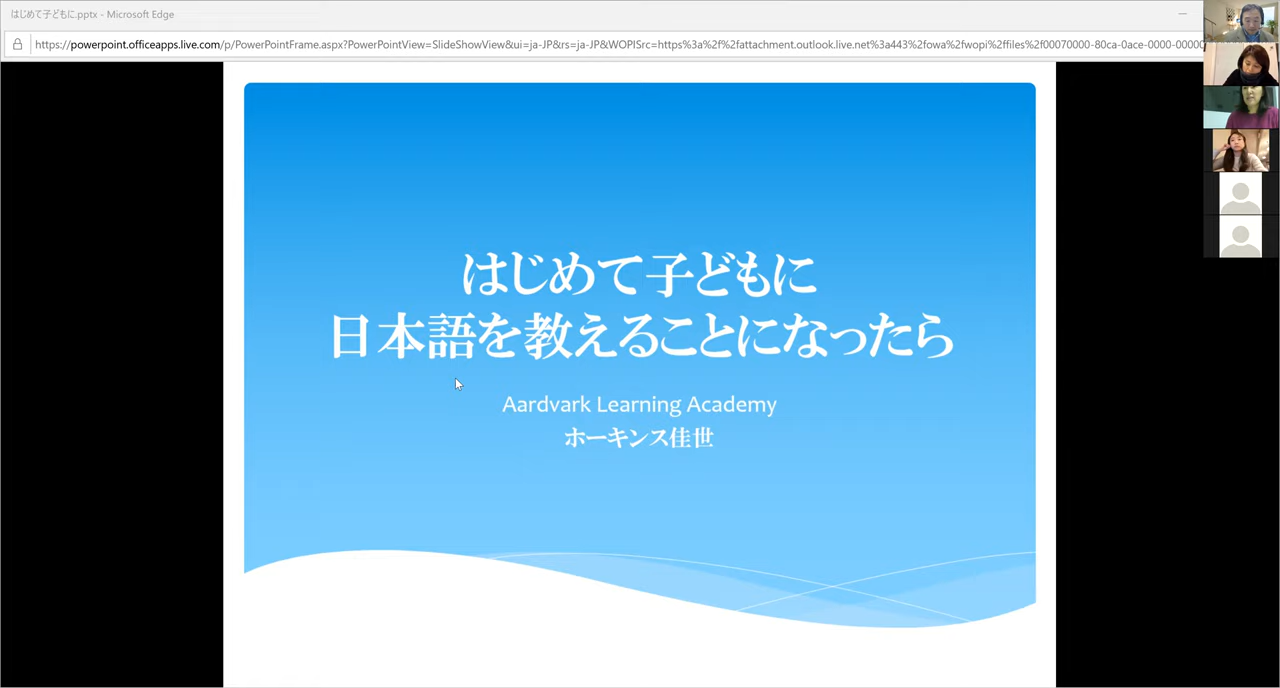 はじめて子どもに.pptx - Microsoft Edge
https://powerpoint.officeapps.live.com/p/PowerPointFrame.aspx?PowerPointView=SlideShowView&ui=ja-JP&rs=ja-JP&WOPISrc=https%3a%2f%2fattachment.outlook.live.net%3a443%2fowa%2fwopi%2ffiles%2f00070000-80ca-0ace-0000-00000
はじめて子どもに
日本語を教えることになったら
Aardvark Learning Academy
ホーキンス佳世